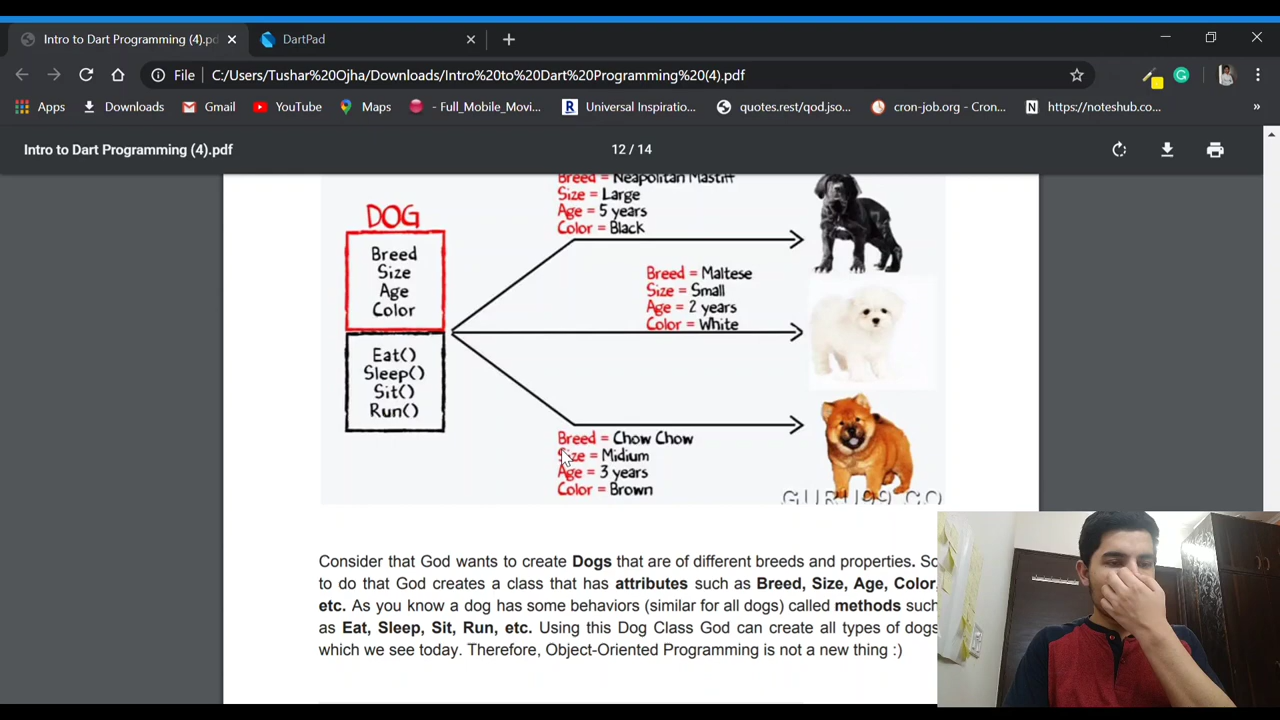 Intro to Dart Programming (4).pd
DartPad
File C:/Users/Tushar%20Ojha/Downloads/Intro%20to%20Dart%20Programming%20(4).pdf
Apps Downloads Gmail YouTube Maps - Full_Mobile_Movi... Universal Inspiratio... quotes.rest/qod.jso... cron-job.org - Cron... https://noteshub.co... »
Intro to Dart Programming (4).pdf
12 / 14
Breed = Neapolitan Mastiff
Size = Large
Age = 5 years
Color = Black
DOG
Breed
Size
Age
Color
Eat()
Sleep()
Sit()
Run()
Breed = Maltese
Size = Small
Age = 2 years
Color = White
Breed = Chow Chow
Size = Midium
Age = 3 years
Color = Brown
GURU99.CO
Consider that God wants to create Dogs that are of different breeds and properties. So
to do that God creates a class that has attributes such as Breed, Size, Age, Color,
etc. As you know a dog has some behaviors (similar for all dogs) called methods such
as Eat, Sleep, Sit, Run, etc. Using this Dog Class God can create all types of dogs
which we see today. Therefore, Object-Oriented Programming is not a new thing :)